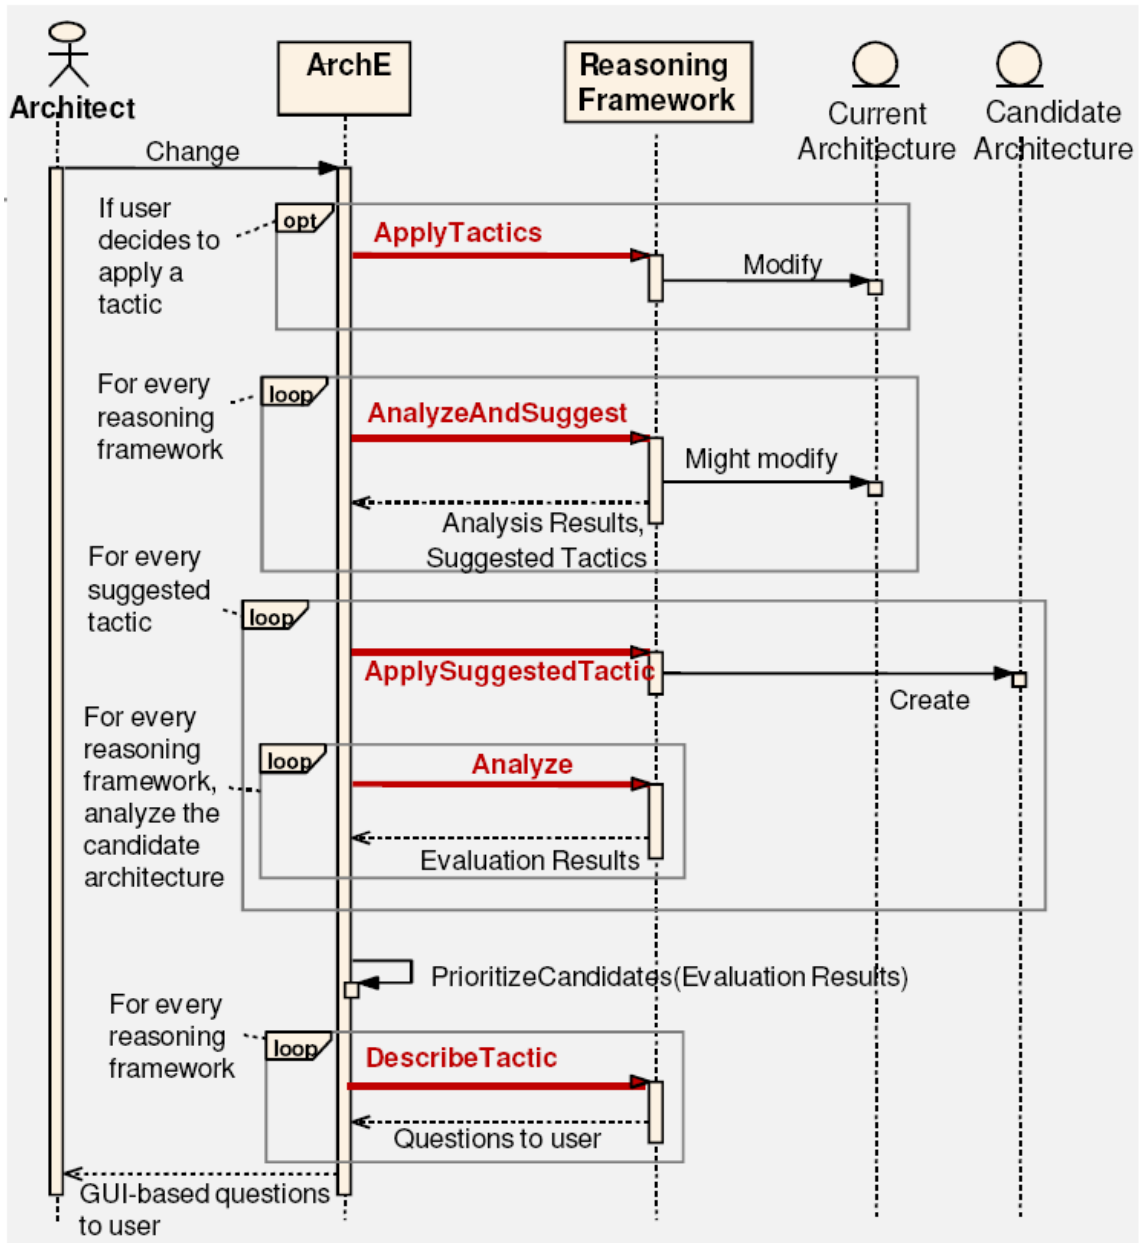 Architect
ArchE
Reasoning
Framework
Current
Architecture
Candidate
Architecture
Change
If user
decides to
apply a
tactic
opt
ApplyTactics
Modify
For every
reasoning
framework
loop
AnalyzeAndSuggest
Might modify
Analysis Results,
Suggested Tactics
For every
suggested
tactic
loop
ApplySuggestedTactic
Create
For every
reasoning
framework,
analyze the
candidate
architecture
loop
Analyze
Evaluation Results
PrioritizeCandidates(Evaluation Results)
For every
reasoning
framework
loop
DescribeTactic
Questions to user
GUI-based questions
to user